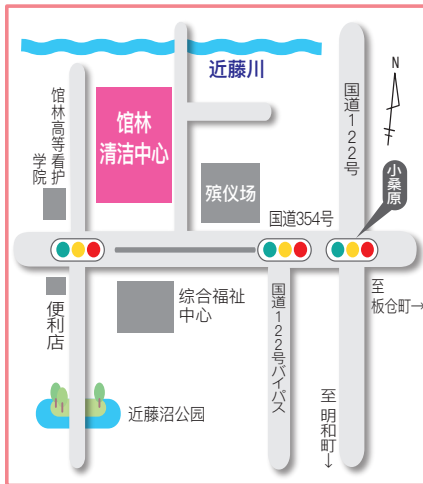 近藤川
N
国道122号
馆林高等看护
学院
馆林
清洁中心
殡仪场
小桑原
国道354号
至
板仓町→
综合福祉
中心
便利店
国道122号バイパス
近藤沼公园
至 明和町→